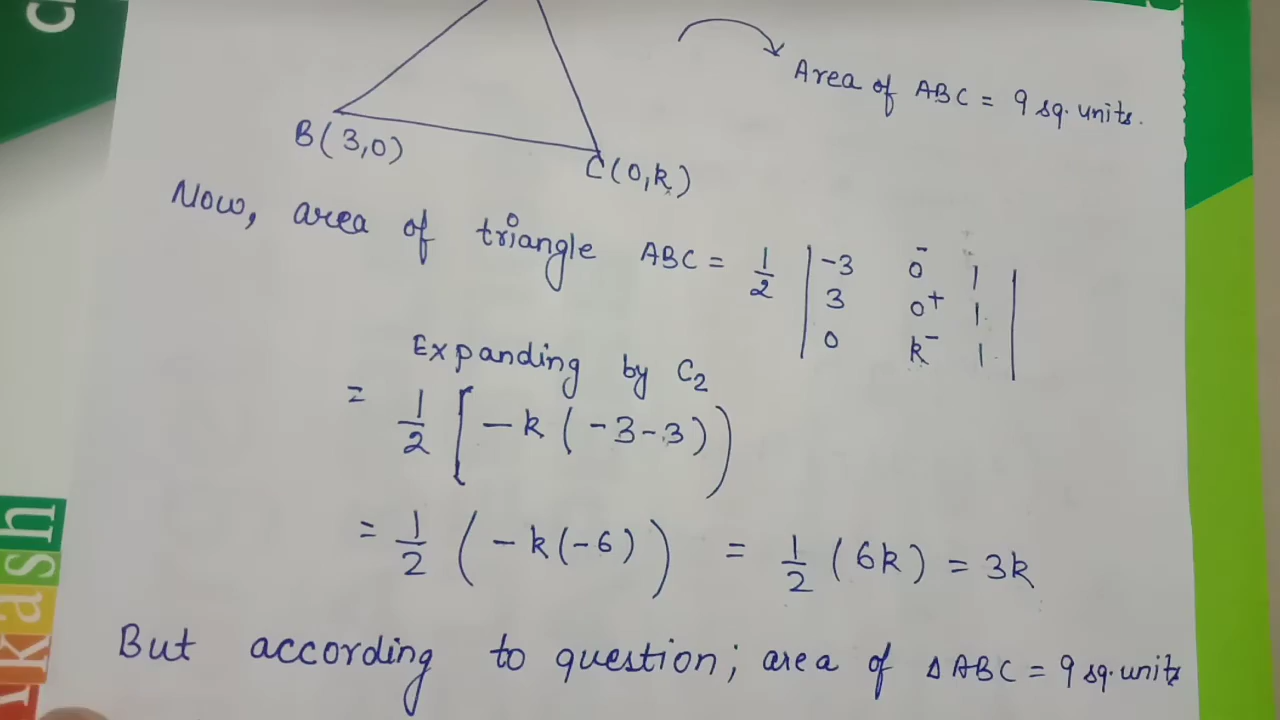 Area of ABC = 9 sq. units.
B(3,0)
C(0,k)
Now, area of triangle ABC = 1/2 | -3 0⁻ 1 |
| 3 0⁺ 1 |
| 0 k⁻ 1 |
Expanding by C₂
= 1/2 [ -k ( -3-3))
= 1/2 ( -k(-6)) = 1/2 (6k) = 3k
But according to question; area of ΔABC = 9 sq. units
kash